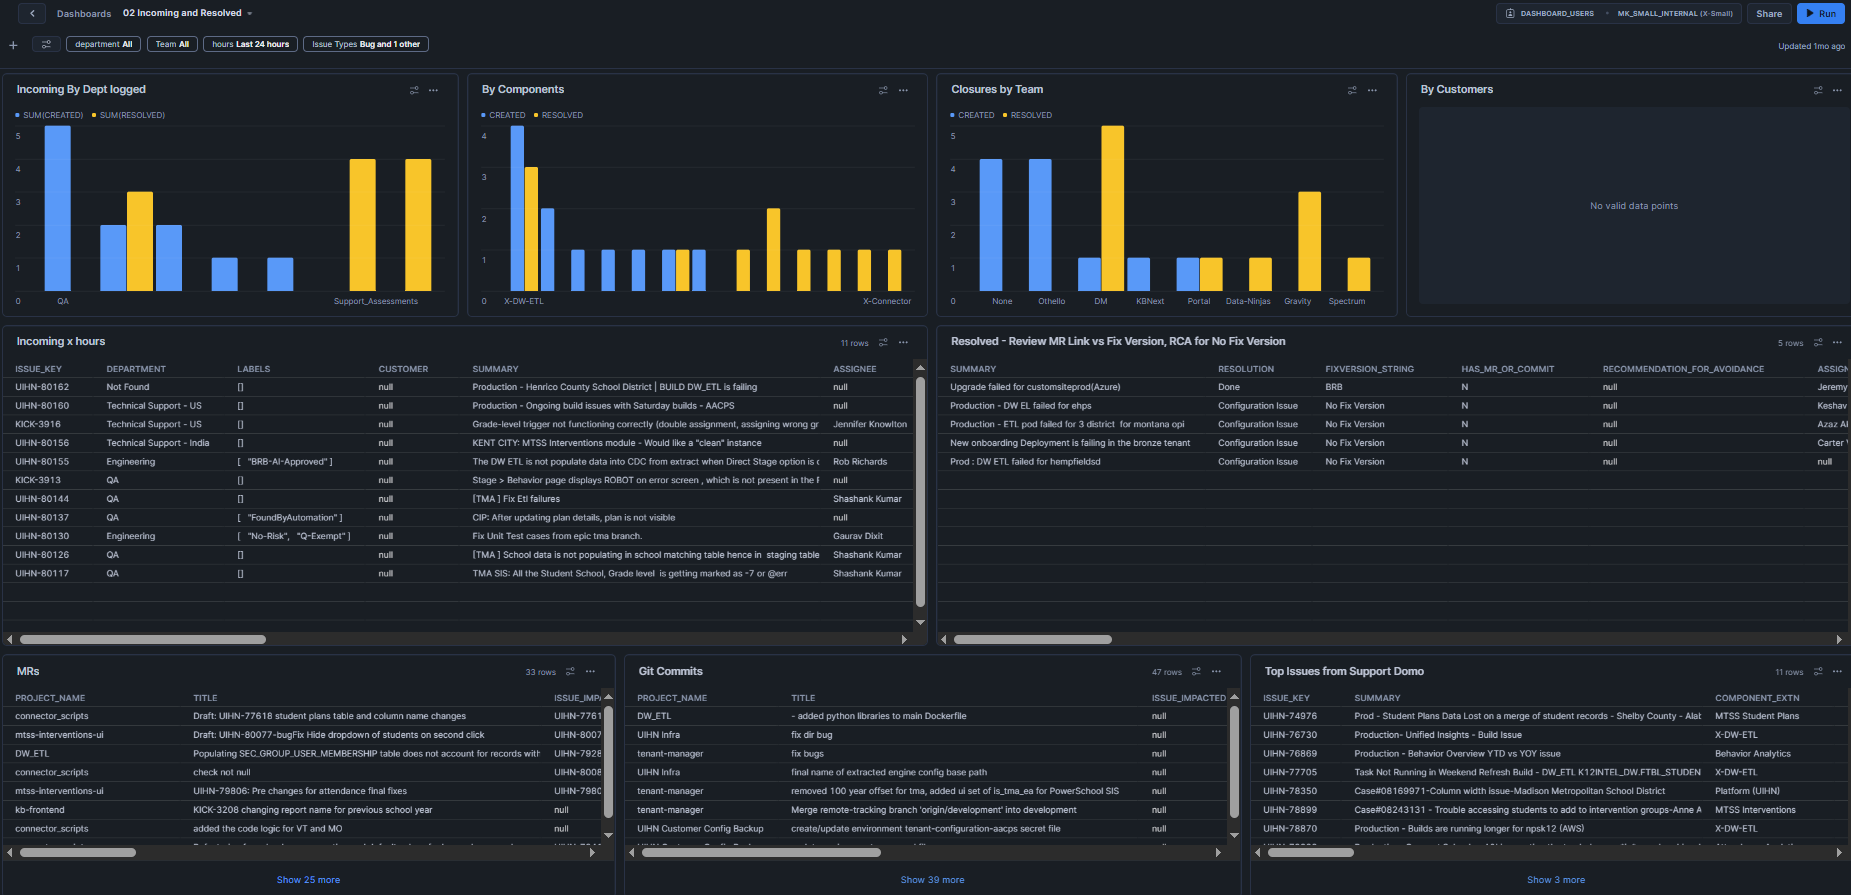 Dashboards 02 Incoming and Resolved
DASHBOARD_USERS • MK_SMALL_INTERNAL (X-Small) Share Run
department All Team All hours Last 24 hours Issue Types Bug and 1 other
Updated 1mo ago
Incoming By Dept logged
SUM(CREATED) SUM(RESOLVED)
5
4
3
2
1
0
QA Support_Assessments
By Components
CREATED RESOLVED
4
3
2
1
0
X-DW-ETL X-Connector
Closures by Team
CREATED RESOLVED
5
4
3
2
1
0
None Othello DM KBNext Portal Data-Ninjas Gravity Spectrum
By Customers
No valid data points
Incoming x hours 11 rows
ISSUE_KEY DEPARTMENT LABELS CUSTOMER SUMMARY ASSIGNEE
UIHN-80162 Not Found [] null Production - Henrico County School District | BUILD DW_ETL is failing null
UIHN-80160 Technical Support - US [] null Production - Ongoing build issues with Saturday builds - AACPS null
KICK-3916 Technical Support - US [] null Grade-level trigger not functioning correctly (double assignment, assigning wrong gr Jennifer Knowlton
UIHN-80156 Technical Support - India [] null KENT CITY: MTSS Interventions module - Would like a "clean" instance null
UIHN-80155 Engineering [ "BRB-AI-Approved" ] null The DW ETL is not populate data into CDC from extract when Direct Stage option is c Rob Richards
KICK-3913 QA [] null Stage > Behavior page displays ROBOT on error screen , which is not present in the F null
UIHN-80144 QA [] null [TMA ] Fix Etl failures Shashank Kumar
UIHN-80137 QA [ "FoundByAutomation" ] null CIP: After updating plan details, plan is not visible null
UIHN-80130 Engineering [ "No-Risk", "Q-Exempt" ] null Fix Unit Test cases from epic tma branch. Gaurav Dixit
UIHN-80126 QA [] null [TMA ] School data is not populating in school matching table hence in staging table Shashank Kumar
UIHN-80117 QA [] null TMA SIS: All the Student School, Grade level is getting marked as -7 or @err Shashank Kumar
Resolved - Review MR Link vs Fix Version, RCA for No Fix Version 5 rows
SUMMARY RESOLUTION FIXVERSION_STRING HAS_MR_OR_COMMIT RECOMMENDATION_FOR_AVOIDANCE ASSIGN
Upgrade failed for customsiteprod(Azure) Done BRB N null Jeremy
Production - DW EL failed for ehps Configuration Issue No Fix Version N null Keshav
Production - ETL pod failed for 3 district for montana opi Configuration Issue No Fix Version N null Azaz Al
New onboarding Deployment is failing in the bronze tenant Configuration Issue No Fix Version N null Carter
Prod : DW ETL failed for hempfieldsd Configuration Issue No Fix Version N null null
MRs 33 rows
PROJECT_NAME TITLE ISSUE_IMPA
connector_scripts Draft: UIHN-77618 student plans table and column name changes UIHN-7761
mtss-interventions-ui Draft: UIHN-80077-bugFix Hide dropdown of students on second click UIHN-8007
DW_ETL Populating SEC_GROUP_USER_MEMBERSHIP table does not account for records with UIHN-7928
connector_scripts check not null UIHN-8008
mtss-interventions-ui UIHN-79806: Pre changes for attendance final fixes UIHN-7980
kb-frontend KICK-3208 changing report name for previous school year null
connector_scripts added the code logic for VT and MO null
Show 25 more
Git Commits 47 rows
PROJECT_NAME TITLE ISSUE_IMPACTED
DW_ETL - added python libraries to main Dockerfile null
UIHN Infra fix dir bug null
tenant-manager fix bugs null
UIHN Infra final name of extracted engine config base path null
tenant-manager removed 100 year offset for tma, added ui set of is_tma_ea for PowerSchool SIS null
tenant-manager Merge remote-tracking branch 'origin/development' into development null
UIHN Customer Config Backup create/update environment tenant-configuration-aacps secret file null
Show 39 more
Top Issues from Support Domo 11 rows
ISSUE_KEY SUMMARY COMPONENT_EXTN
UIHN-74976 Prod - Student Plans Data Lost on a merge of student records - Shelby County - Alab MTSS Student Plans
UIHN-76730 Production- Unified Insights - Build Issue X-DW-ETL
UIHN-76869 Production - Behavior Overview YTD vs YOY issue Behavior Analytics
UIHN-77705 Task Not Running in Weekend Refresh Build - DW_ETL K12INTEL_DW.FTBL_STUDEN X-DW-ETL
UIHN-78350 Case#08169971-Column width issue-Madison Metropolitan School District Platform (UIHN)
UIHN-78899 Case#08243131 - Trouble accessing students to add to intervention groups-Anne A MTSS Interventions
UIHN-78870 Production - Builds are running longer for npsk12 (AWS) X-DW-ETL
Show 3 more